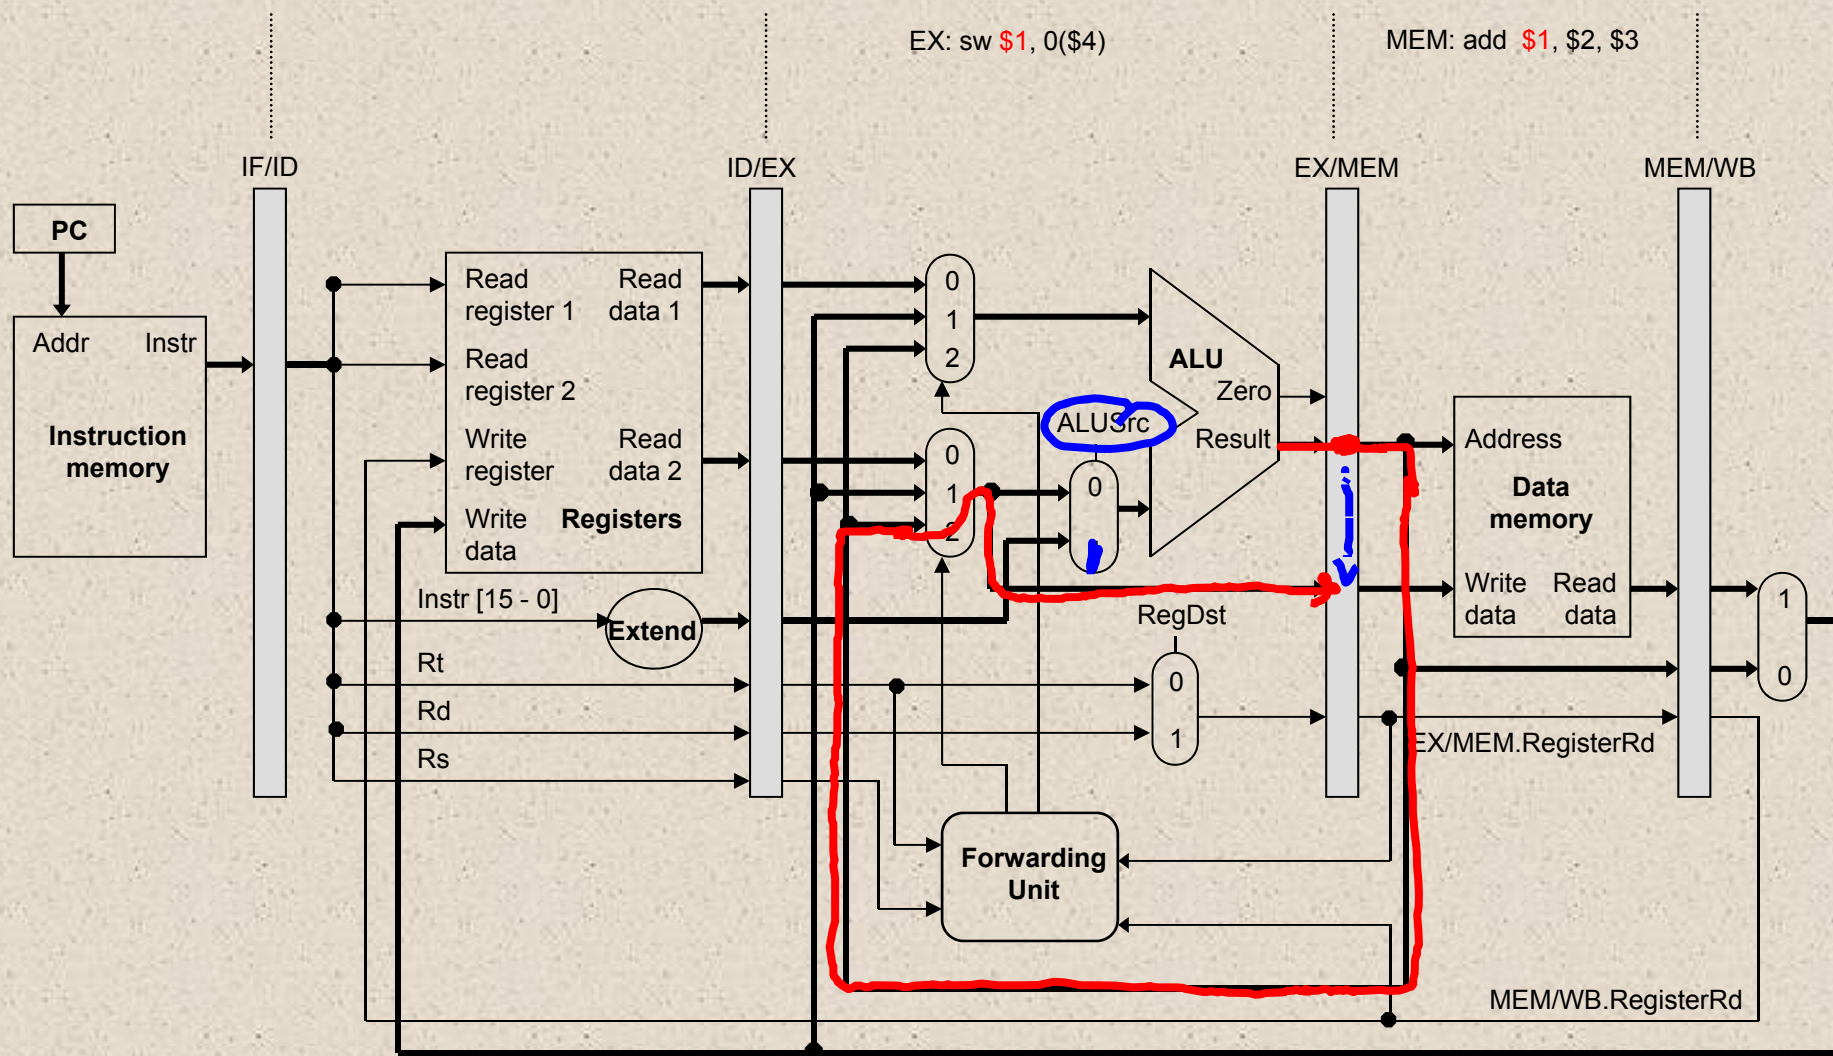 EX: sw $1, 0($4)
MEM: add $1, $2, $3
IF/ID
ID/EX
EX/MEM
MEM/WB
PC
Addr
Instr
Instruction
memory
Read
register 1
Read
data 1
Read
register 2
Write
register
Read
data 2
Write
data
Registers
Instr [15 - 0]
Extend
Rt
Rd
Rs
0
1
2
0
1
2
ALUSrc
0
ALU
Zero
Result
RegDst
0
1
Forwarding
Unit
Address
Data
memory
Write
data
Read
data
1
0
EX/MEM.RegisterRd
MEM/WB.RegisterRd